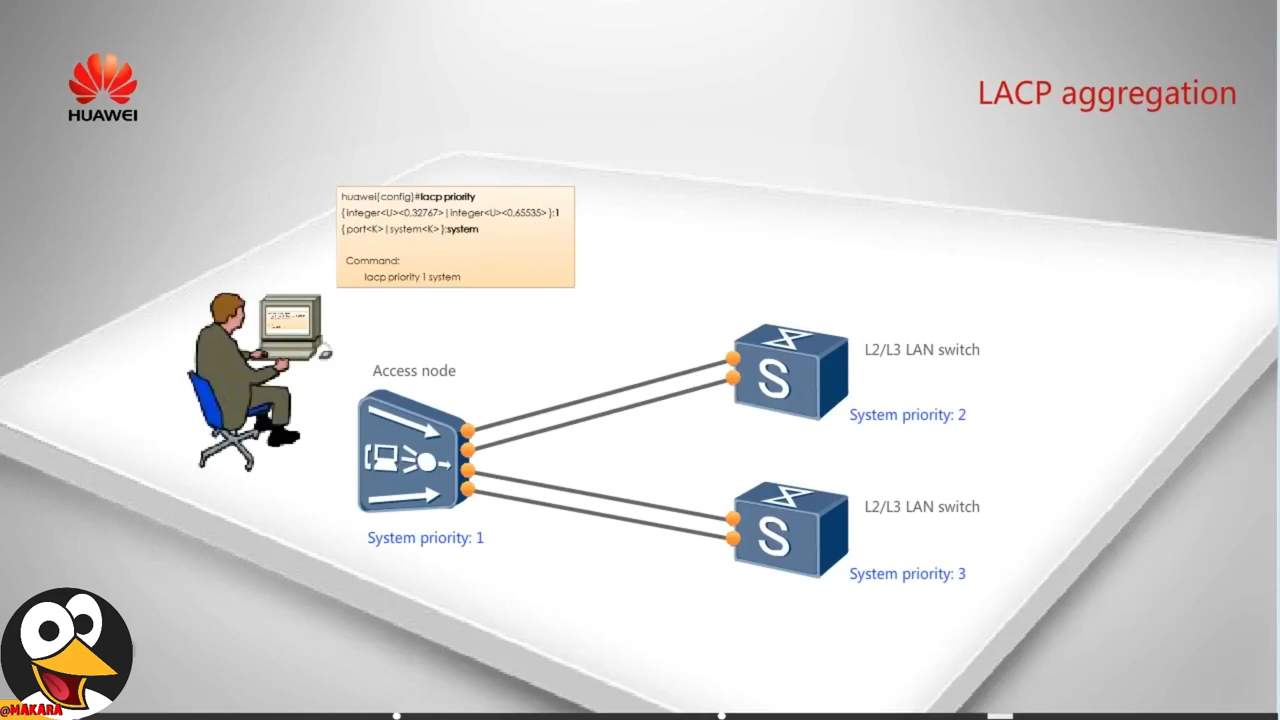 HUAWEI
LACP aggregation
huawei(config)#lacp priority
{integer<U><0,32767>|integer<U><0,65535>}:1
{port<K>|system<K>}:system
Command:
lacp priority 1 system
Access node
System priority: 1
S
L2/L3 LAN switch
System priority: 2
S
L2/L3 LAN switch
System priority: 3
@MAKARA